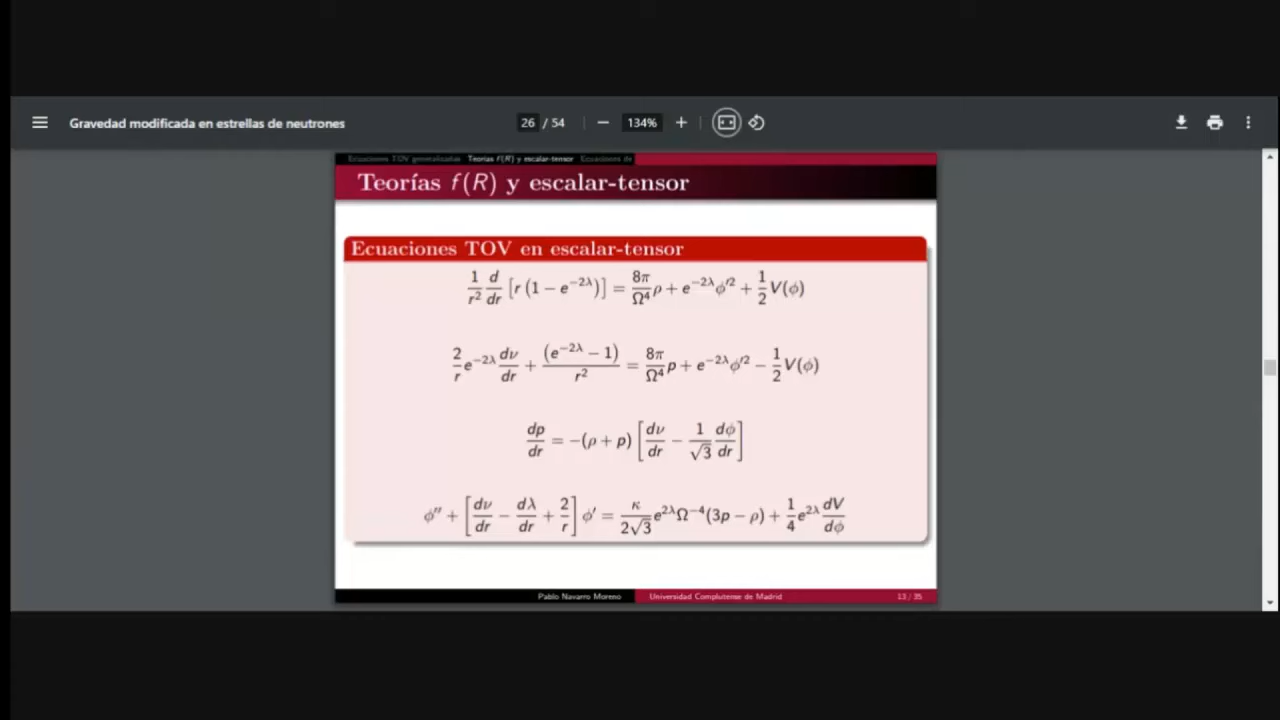 Gravedad modificada en estrellas de neutrones
26 / 54
134%
Ecuaciones TOV generalizadas Teorías f(R) y escalar-tensor Ecuaciones de
Teorías f(R) y escalar-tensor
Ecuaciones TOV en escalar-tensor
1/r² d/dr [r (1 − e^{−2λ})] = 8π/Ω⁴ ρ + e^{−2λ}φ′² + 1/2 V(φ)
2/r e^{−2λ} dν/dr + (e^{−2λ} − 1)/r² = 8π/Ω⁴ p + e^{−2λ}φ′² − 1/2 V(φ)
dp/dr = −(ρ + p) [dν/dr − 1/√3 dφ/dr]
φ″ + [dν/dr − dλ/dr + 2/r] φ′ = κ/2√3 e^{2λ}Ω^{−4}(3p − ρ) + 1/4 e^{2λ} dV/dφ
Pablo Navarro Moreno Universidad Complutense de Madrid 13 / 35